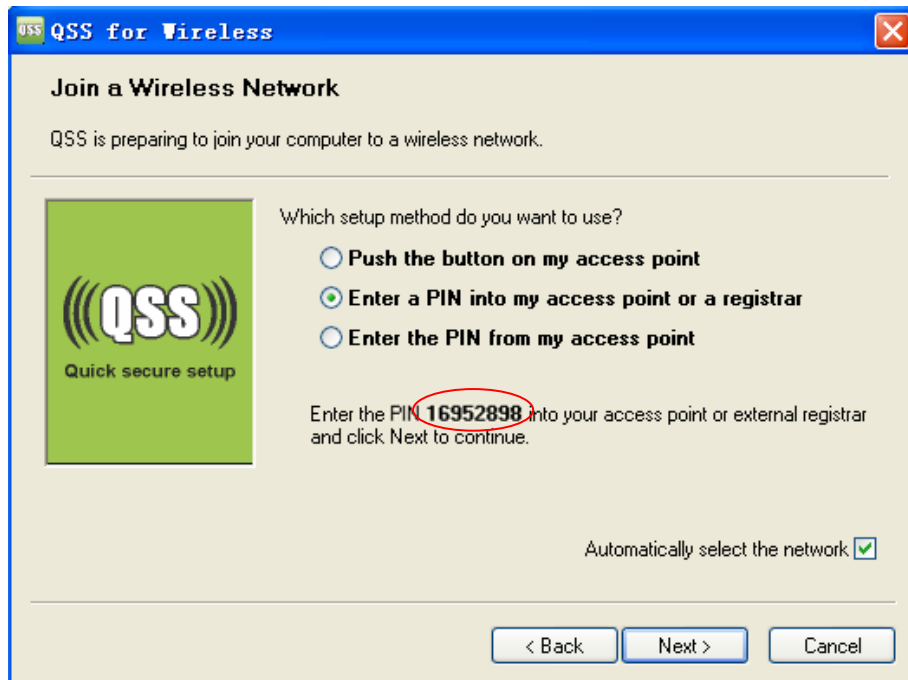 QSS QSS for Wireless
Join a Wireless Network
QSS is preparing to join your computer to a wireless network.
Which setup method do you want to use?
Push the button on my access point
Enter a PIN into my access point or a registrar
Enter the PIN from my access point
(((QSS)))
Quick secure setup
Enter the PIN 16952898 into your access point or external registrar
and click Next to continue.
Automatically select the network
< Back Next > Cancel